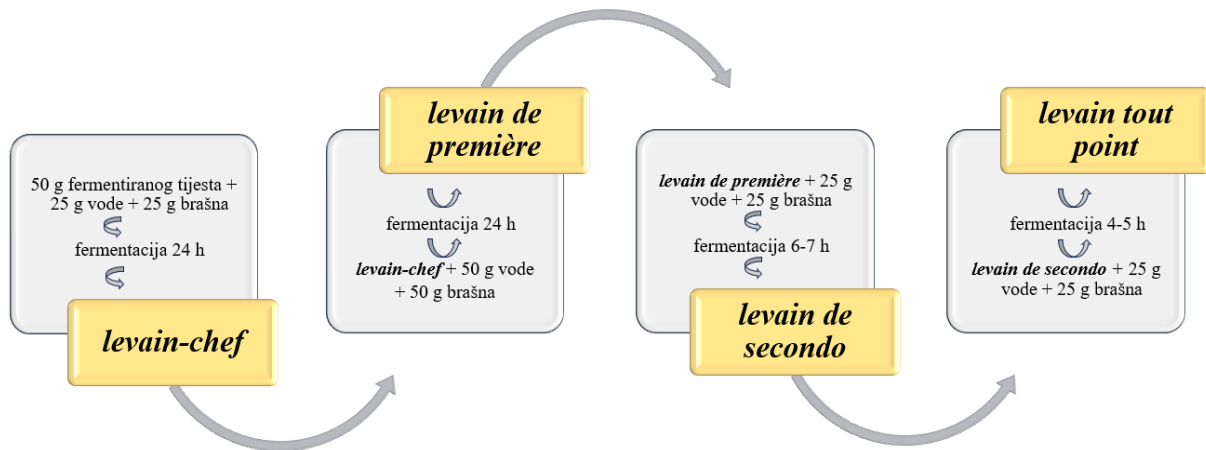 50 g fermentiranog tijesta +
25 g vode + 25 g brašna
fermentacija 24 h
levain-chef
levain de
première
fermentacija 24 h
levain-chef + 50 g vode
+ 50 g brašna
levain de première + 25 g
vode + 25 g brašna
fermentacija 6-7 h
levain de
secondo
levain tout
point
fermentacija 4-5 h
levain de secondo + 25 g
vode + 25 g brašna